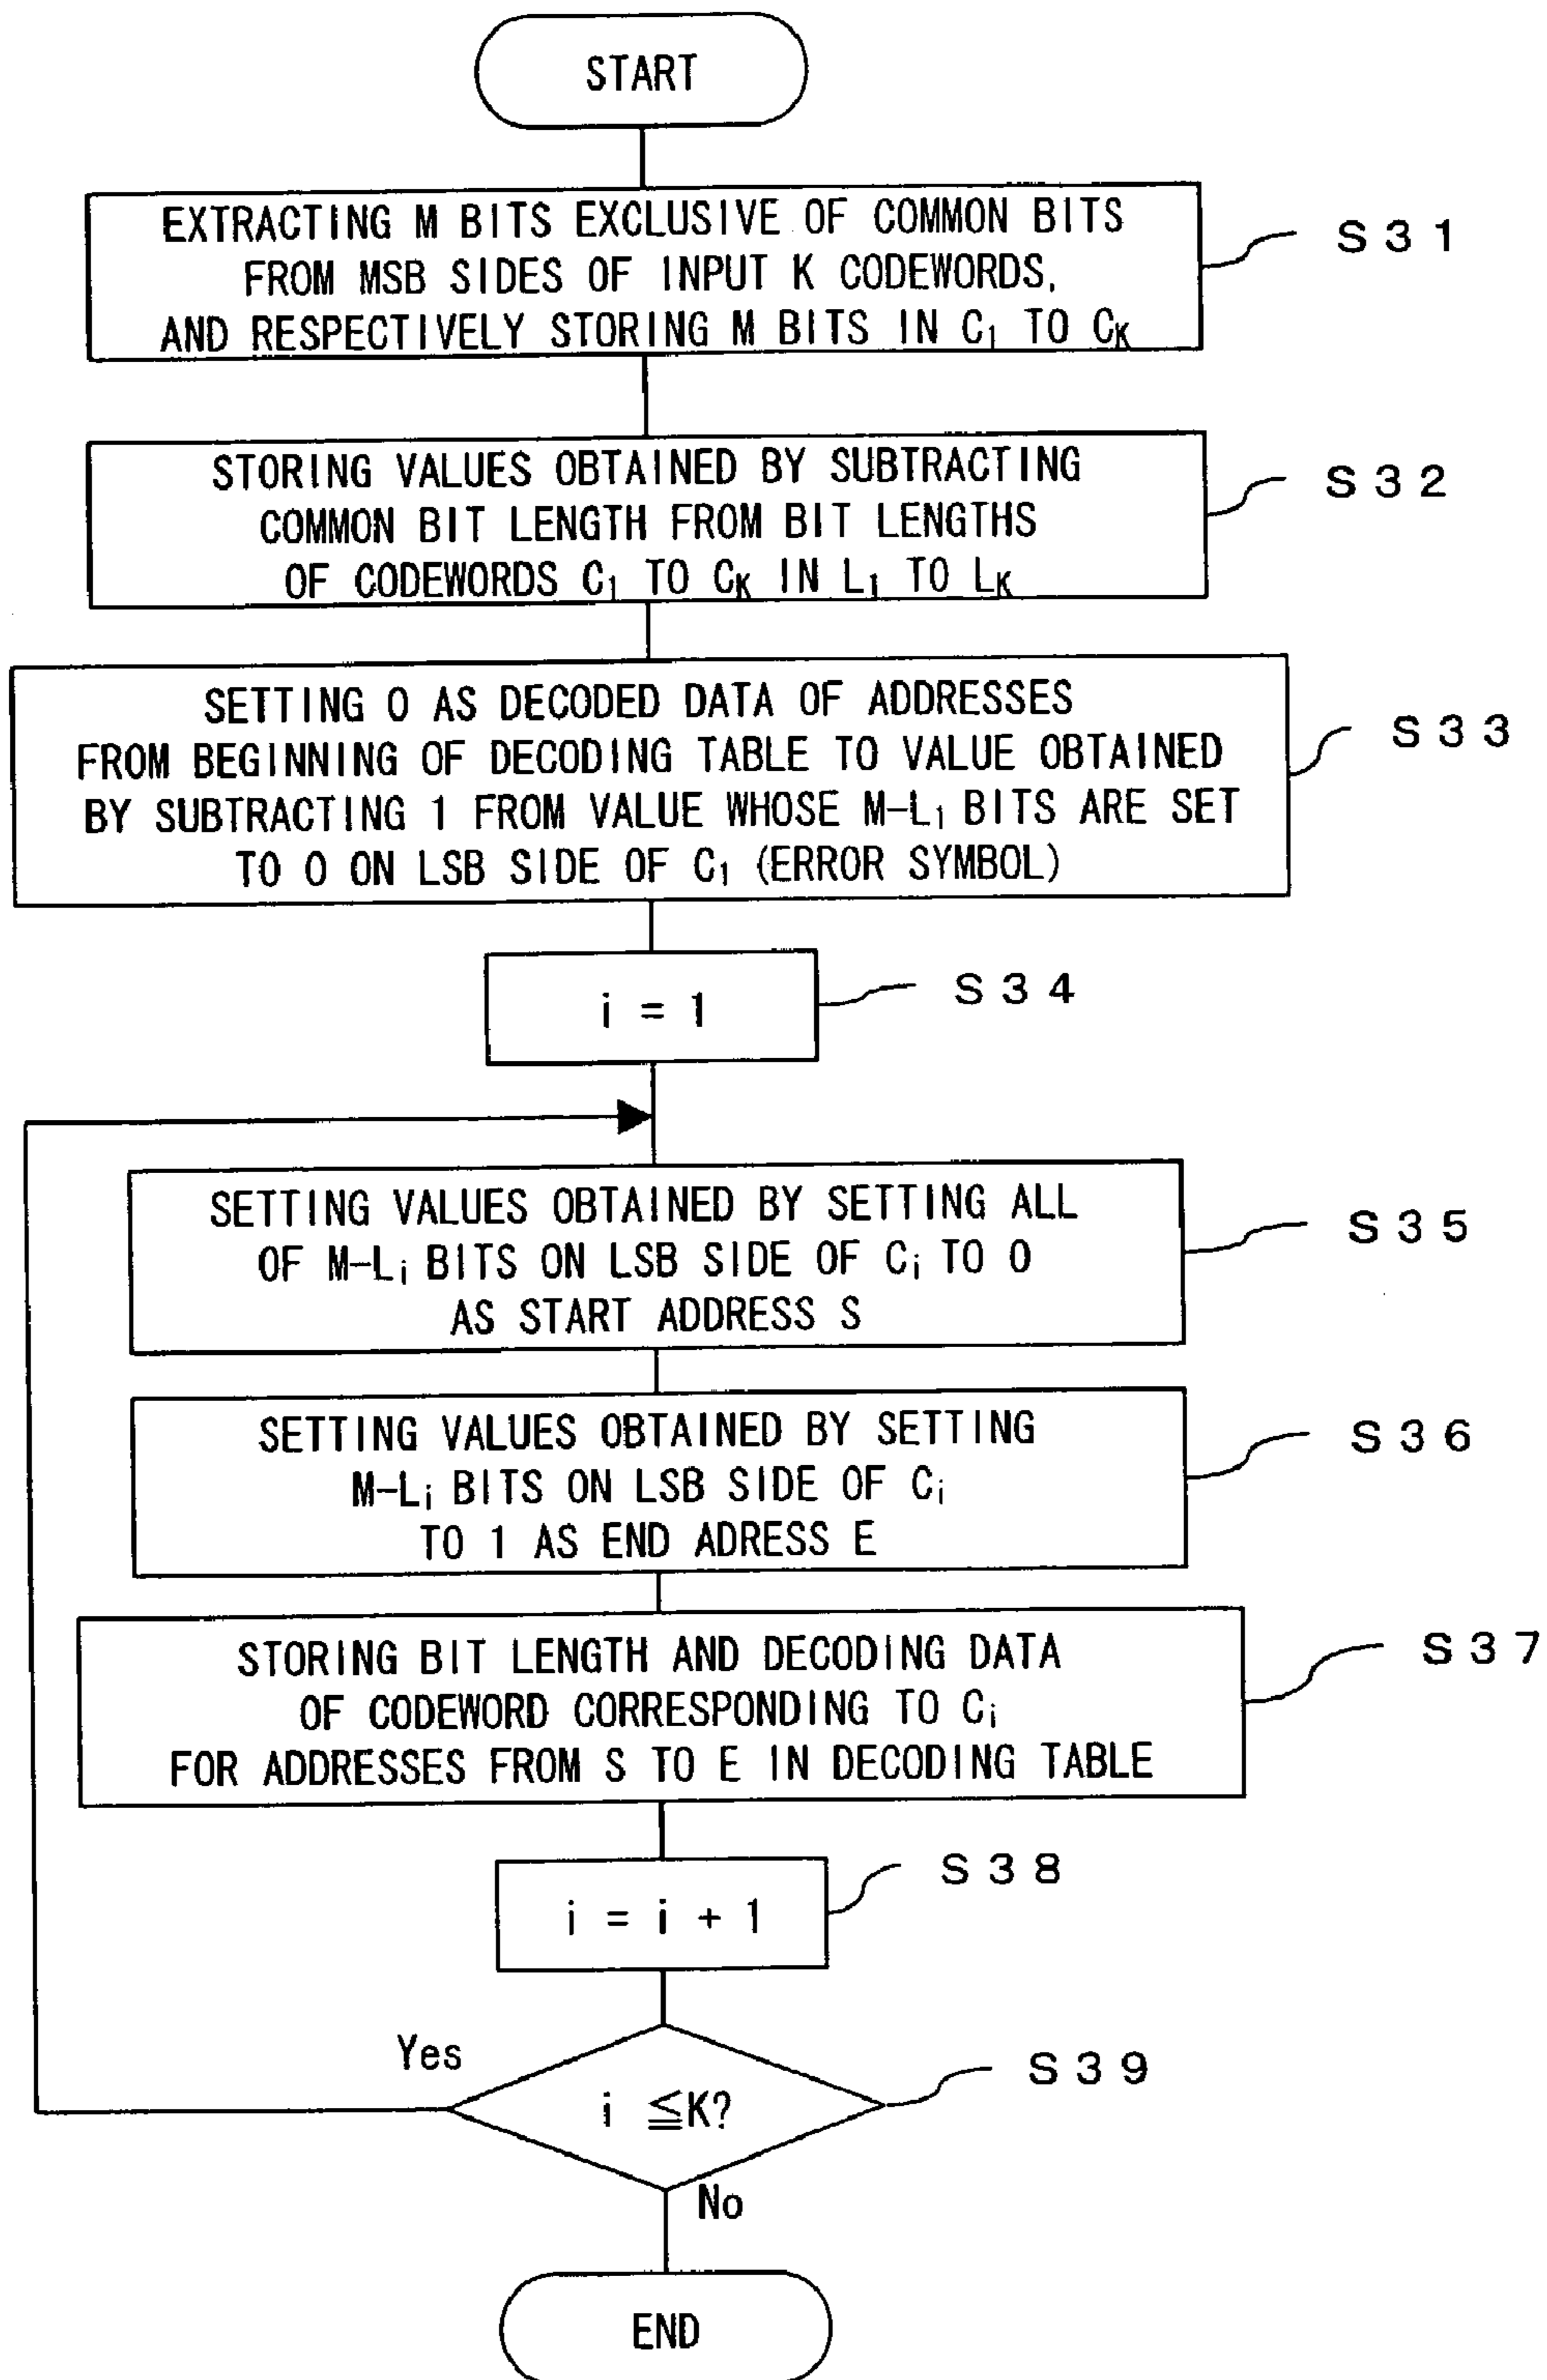 START
EXTRACTING M BITS EXCLUSIVE OF COMMON BITS
FROM MSB SIDES OF INPUT K CODEWORDS,
AND RESPECTIVELY STORING M BITS IN C₁ TO Cₖ
S31
STORING VALUES OBTAINED BY SUBTRACTING
COMMON BIT LENGTH FROM BIT LENGTHS
OF CODEWORDS C₁ TO Cₖ IN L₁ TO Lₖ
S32
SETTING 0 AS DECODED DATA OF ADDRESSES
FROM BEGINNING OF DECODING TABLE TO VALUE OBTAINED
BY SUBTRACTING 1 FROM VALUE WHOSE M-L₁ BITS ARE SET
TO 0 ON LSB SIDE OF C₁ (ERROR SYMBOL)
S33
i = 1
S34
SETTING VALUES OBTAINED BY SETTING ALL
OF M-Lᵢ BITS ON LSB SIDE OF Cᵢ TO 0
AS START ADDRESS S
S35
SETTING VALUES OBTAINED BY SETTING
M-Lᵢ BITS ON LSB SIDE OF Cᵢ
TO 1 AS END ADRESS E
S36
STORING BIT LENGTH AND DECODING DATA
OF CODEWORD CORRESPONDING TO Cᵢ
FOR ADDRESSES FROM S TO E IN DECODING TABLE
S37
i = i + 1
S38
Yes
i ≦K?
S39
No
END